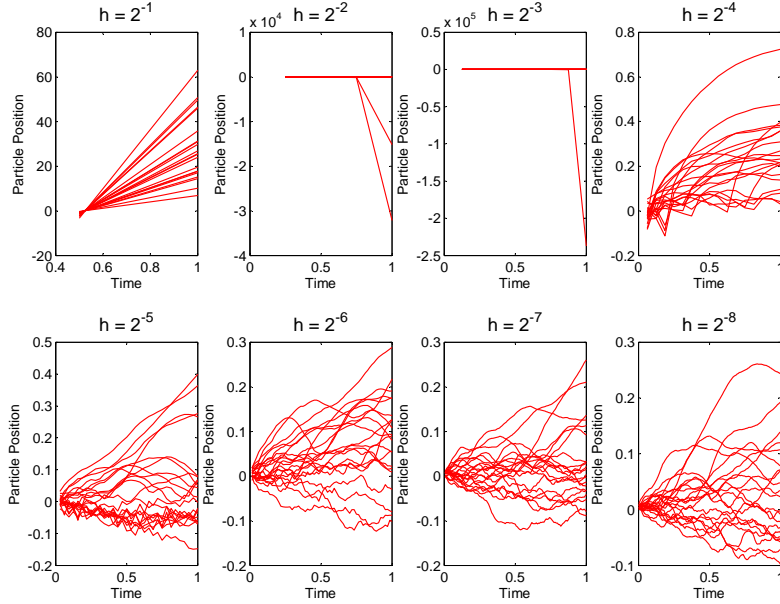 h = 2^-1
h = 2^-2
h = 2^-3
h = 2^-4
80
60
40
20
0
-20
0.4
0.6
0.8
1
Particle Position
Time
x 10^4
1
0
-1
-2
-3
-4
0
0.5
1
Particle Position
Time
x 10^5
0.5
0
-0.5
-1
-1.5
-2
-2.5
0
0.5
1
Particle Position
Time
0.8
0.6
0.4
0.2
0
-0.2
0
0.5
1
Particle Position
Time
h = 2^-5
h = 2^-6
h = 2^-7
h = 2^-8
0.5
0.4
0.3
0.2
0.1
0
-0.1
-0.2
0
0.5
1
Particle Position
Time
0.3
0.2
0.1
0
-0.1
-0.2
0
0.5
1
Particle Position
Time
0.3
0.2
0.1
0
-0.1
-0.2
0
0.5
1
Particle Position
Time
0.3
0.2
0.1
0
-0.1
0
0.5
1
Particle Position
Time